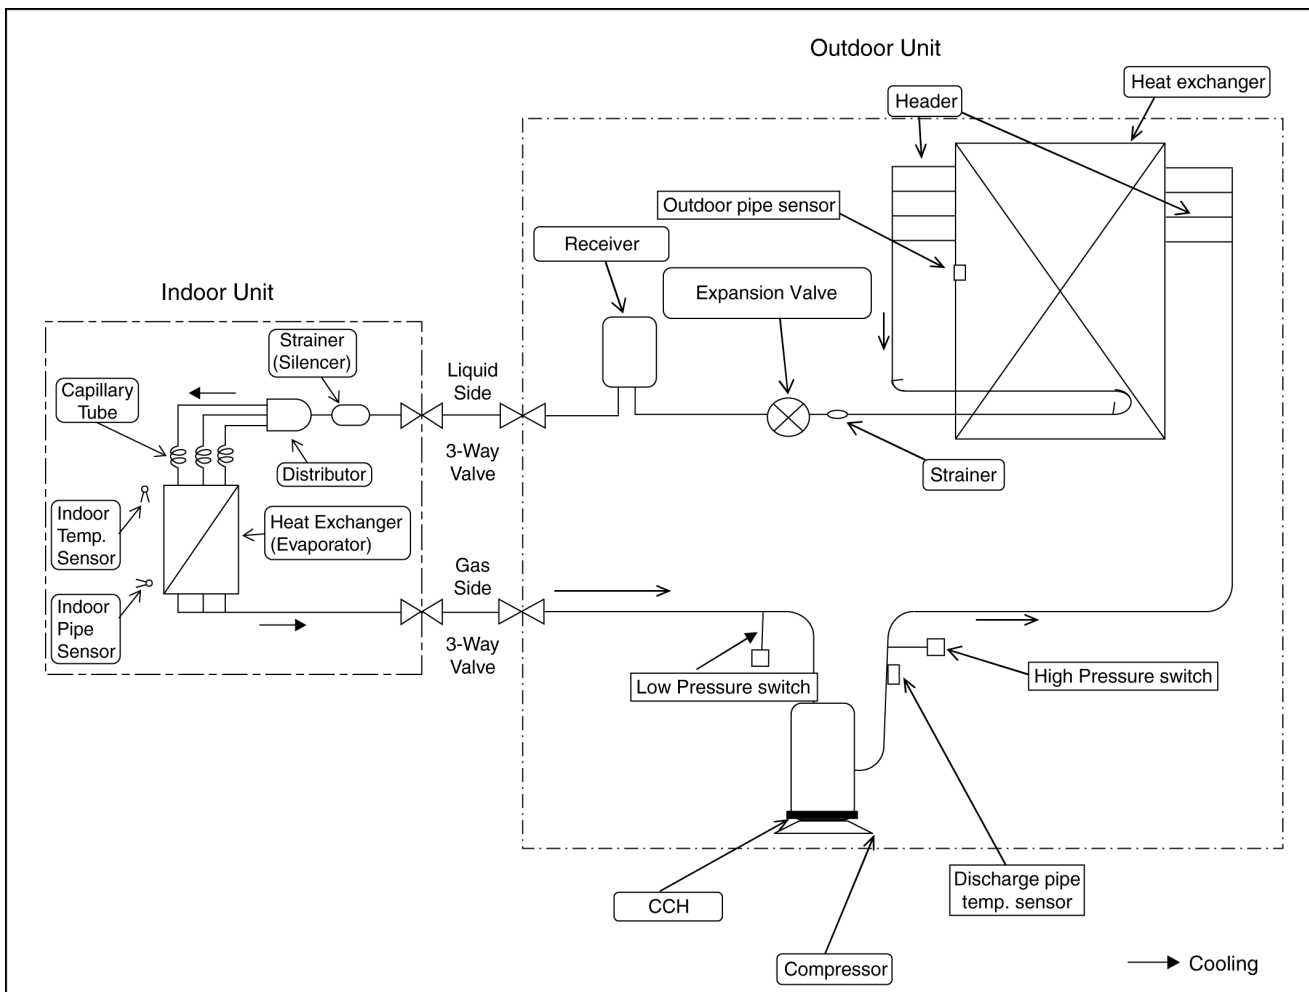 Outdoor Unit
Heat exchanger
Header
Outdoor pipe sensor
Receiver
Expansion Valve
Indoor Unit
Strainer
(Silencer)
Liquid
Side
Capillary
Tube
3-Way
Valve
Distributor
Strainer
Indoor
Temp.
Sensor
Heat Exchanger
(Evaporator)
Gas
Side
Indoor
Pipe
Sensor
3-Way
Valve
Low Pressure switch
High Pressure switch
Discharge pipe
temp. sensor
CCH
Compressor
Cooling